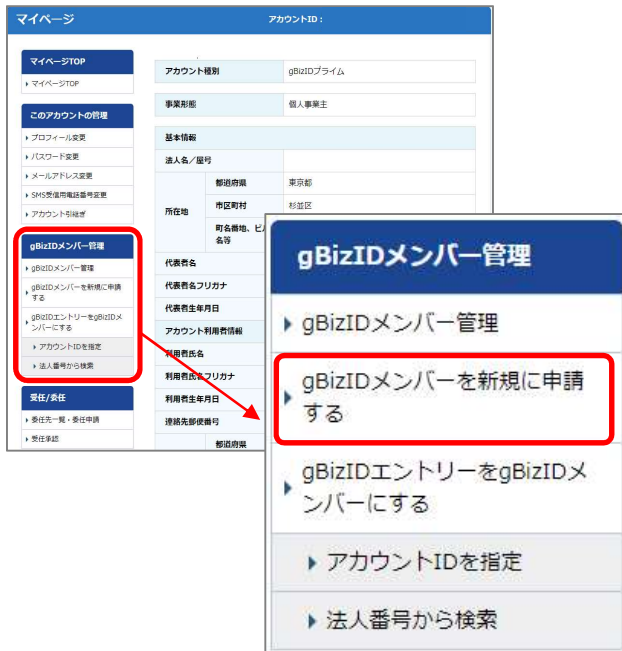 マイページ
アカウントID：
マイページTOP
マイページTOP
このアカウントの管理
プロフィール変更
パスワード変更
メールアドレス変更
SMS受信用電話番号変更
アカウント引継ぎ
gBizIDメンバー管理
gBizIDメンバー管理
gBizIDメンバーを新規に申請
する
gBizIDエントリーをgBizIDメ
ンバーにする
アカウントIDを指定
法人番号から検索
受任/委任
委任先一覧・委任申請
受任承認
アカウント種別
gBizIDプライム
事業形態
個人事業主
基本情報
法人名／屋号
所在地
都道府県
東京都
市区町村
杉並区
町名番地、ビル
名等
代表者名
代表者名フリガナ
代表者生年月日
アカウント利用者情報
利用者氏名
利用者氏名フリガナ
利用者生年月日
連絡先郵便番号
都道府県
gBizIDメンバー管理
gBizIDメンバー管理
gBizIDメンバーを新規に申請
する
gBizIDエントリーをgBizIDメ
ンバーにする
アカウントIDを指定
法人番号から検索